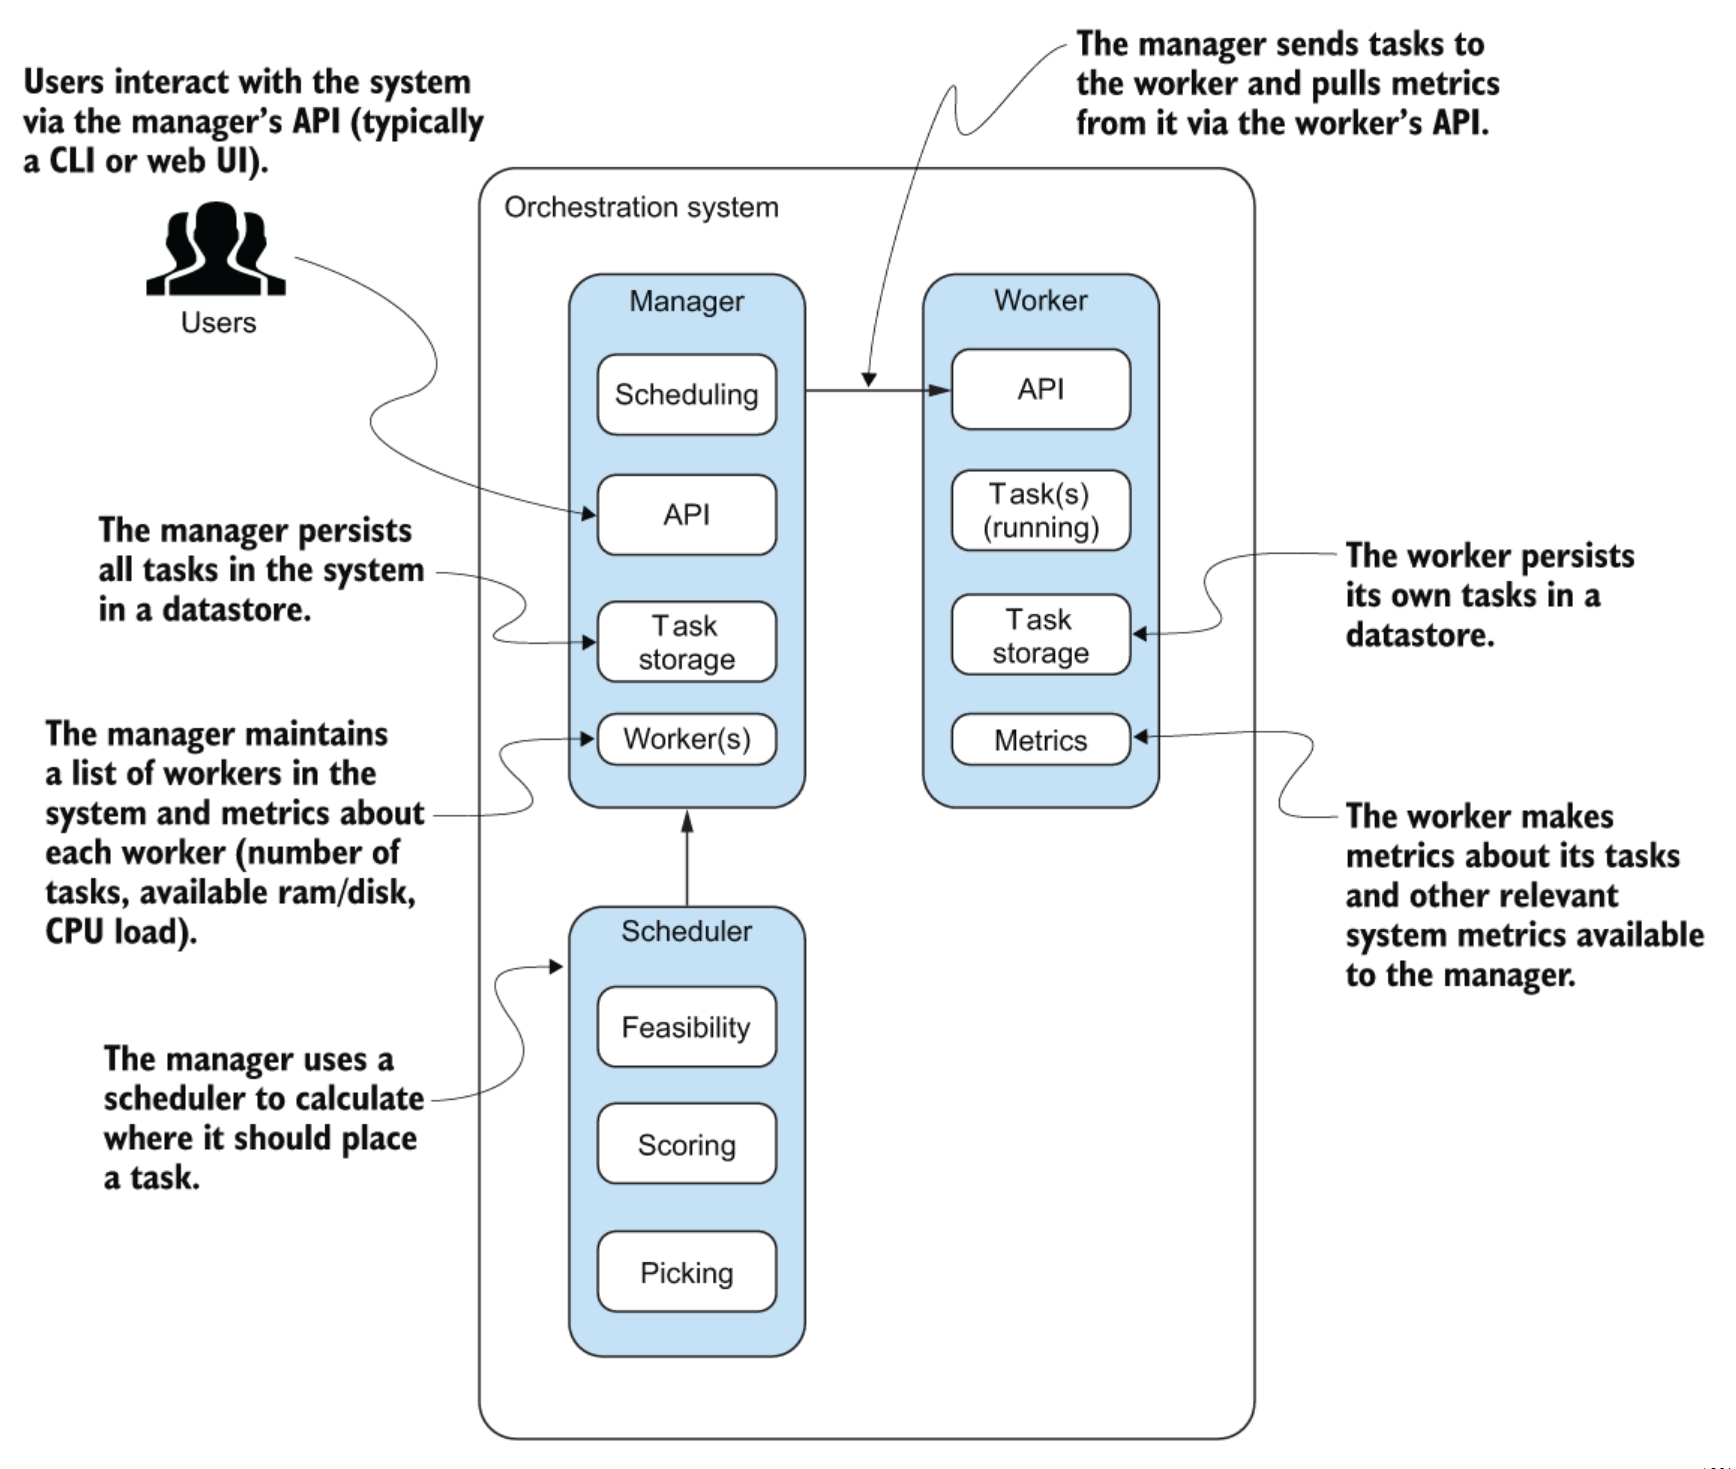 The manager sends tasks to
the worker and pulls metrics
from it via the worker's API.
Users interact with the system
via the manager's API (typically
a CLI or web UI).
Users
Orchestration system
Manager
Scheduling
API
Task
storage
Worker(s)
Worker
API
Task(s)
(running)
Task
storage
Metrics
The manager persists
all tasks in the system
in a datastore.
The worker persists
its own tasks in a
datastore.
The manager maintains
a list of workers in the
system and metrics about
each worker (number of
tasks, available ram/disk,
CPU load).
The worker makes
metrics about its tasks
and other relevant
system metrics available
to the manager.
Scheduler
Feasibility
Scoring
Picking
The manager uses a
scheduler to calculate
where it should place
a task.